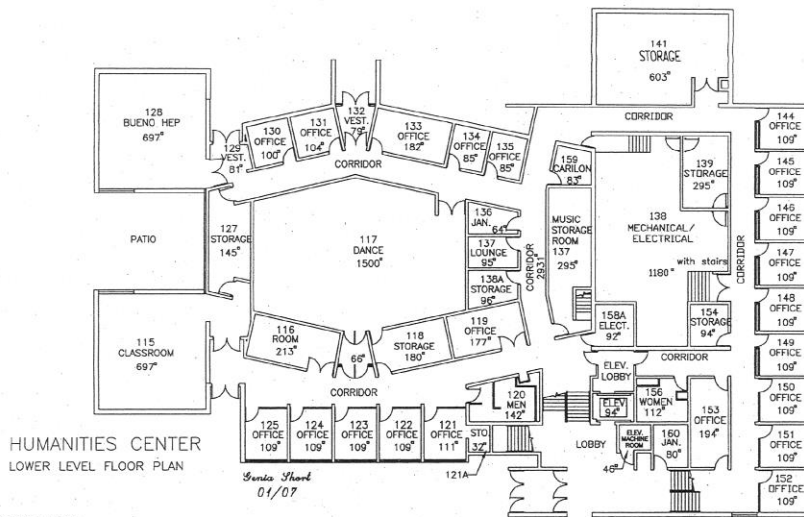 141
STORAGE
603°
128
BUENO HEP
697°
132
VEST.
79°
131
OFFICE
104°
130
OFFICE
100°
133
OFFICE
182°
134
OFFICE
85°
135
OFFICE
85°
129
VEST.
81°
CORRIDOR
CORRIDOR
144
OFFICE
109°
159
CARILON
83°
139
STORAGE
295°
145
OFFICE
109°
PATIO
127
STORAGE
145°
117
DANCE
1500°
136
JAN.
64°
137
LOUNGE
95°
138A
STORAGE
96°
CORRIDOR
2931°
MUSIC
STORAGE
ROOM
137
295°
138
MECHANICAL/
ELECTRICAL
1180°
with stairs
CORRIDOR
146
OFFICE
109°
147
OFFICE
109°
148
OFFICE
109°
115
CLASSROOM
697°
116
ROOM
213°
66°
118
STORAGE
180°
119
OFFICE
177°
158A
ELECT.
92°
154
STORAGE
94°
149
OFFICE
109°
CORRIDOR
ELEV.
LOBBY
CORRIDOR
120
MEN
142°
ELEV
94°
156
WOMEN
112°
153
OFFICE
194°
150
OFFICE
109°
125
OFFICE
109°
124
OFFICE
109°
123
OFFICE
109°
122
OFFICE
109°
121
OFFICE
111°
STO.
32°
121A
LOBBY
ELEV.
MACHINE
ROOM
46°
160
JAN.
80°
151
OFFICE
109°
152
OFFICE
109°
HUMANITIES CENTER
LOWER LEVEL FLOOR PLAN
Genia Short
01/07